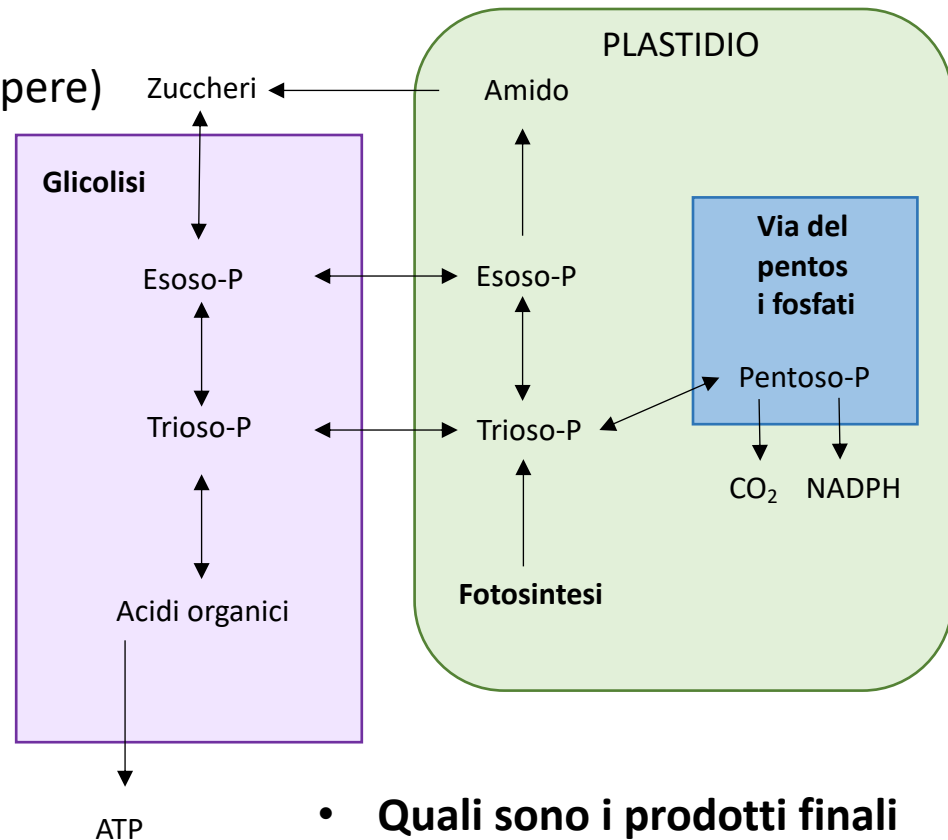 PLASTIDIO
pere)
Zuccheri
Amido
Glicolisi
Via del
pentos
i fosfati
Esoso-P
Esoso-P
Pentoso-P
Trioso-P
Trioso-P
CO₂ NADPH
Fotosintesi
Acidi organici
ATP
• Quali sono i prodotti finali